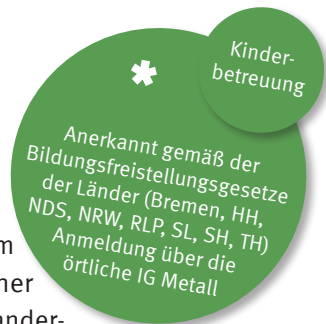 Kinder-
betreuung
*
Anerkannt gemäß der
Bildungsfreistellungsgesetze
der Länder (Bremen, HH,
NDS, NRW, RLP, SL, SH, TH)
Anmeldung über die
örtliche IG Metall
ander-